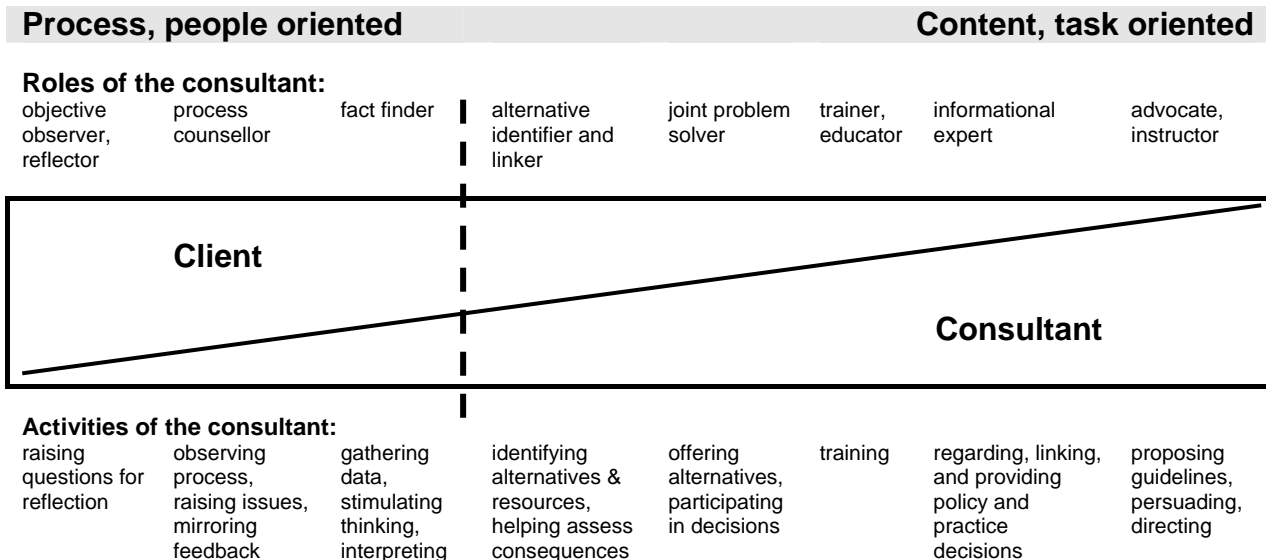 Process, people oriented
Content, task oriented
Roles of the consultant:
objective
observer,
reflector
process
counsellor
fact finder
alternative
identifier and
linker
joint problem
solver
trainer,
educator
informational
expert
advocate,
instructor
Client
Consultant
Activities of the consultant:
raising
questions for
reflection
observing
process,
raising issues,
mirroring
feedback
gathering
data,
stimulating
thinking,
interpreting
identifying
alternatives &
resources,
helping assess
consequences
offering
alternatives,
participating
in decisions
training
regarding, linking,
and providing
policy and
practice
decisions
proposing
guidelines,
persuading,
directing